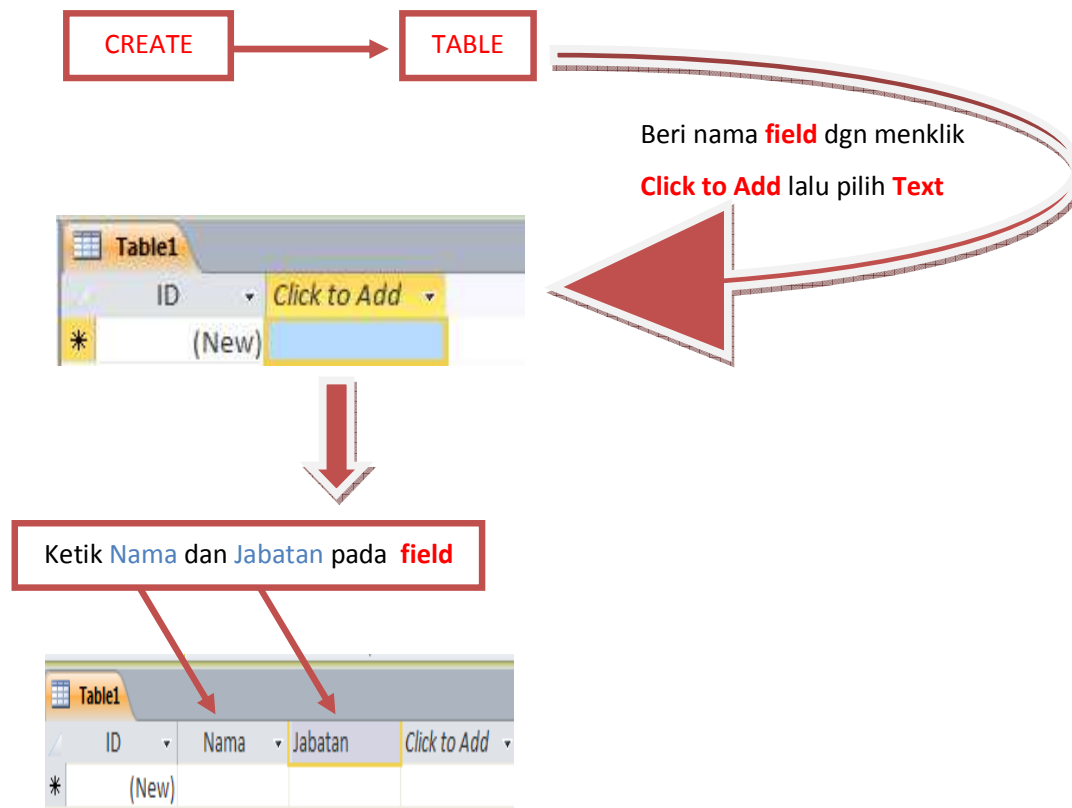 CREATE
TABLE
Beri nama field dgn menklik
Click to Add lalu pilih Text
Table1
ID
Click to Add
(New)
Ketik Nama dan Jabatan pada field
Table1
ID
Nama
Jabatan
Click to Add
(New)